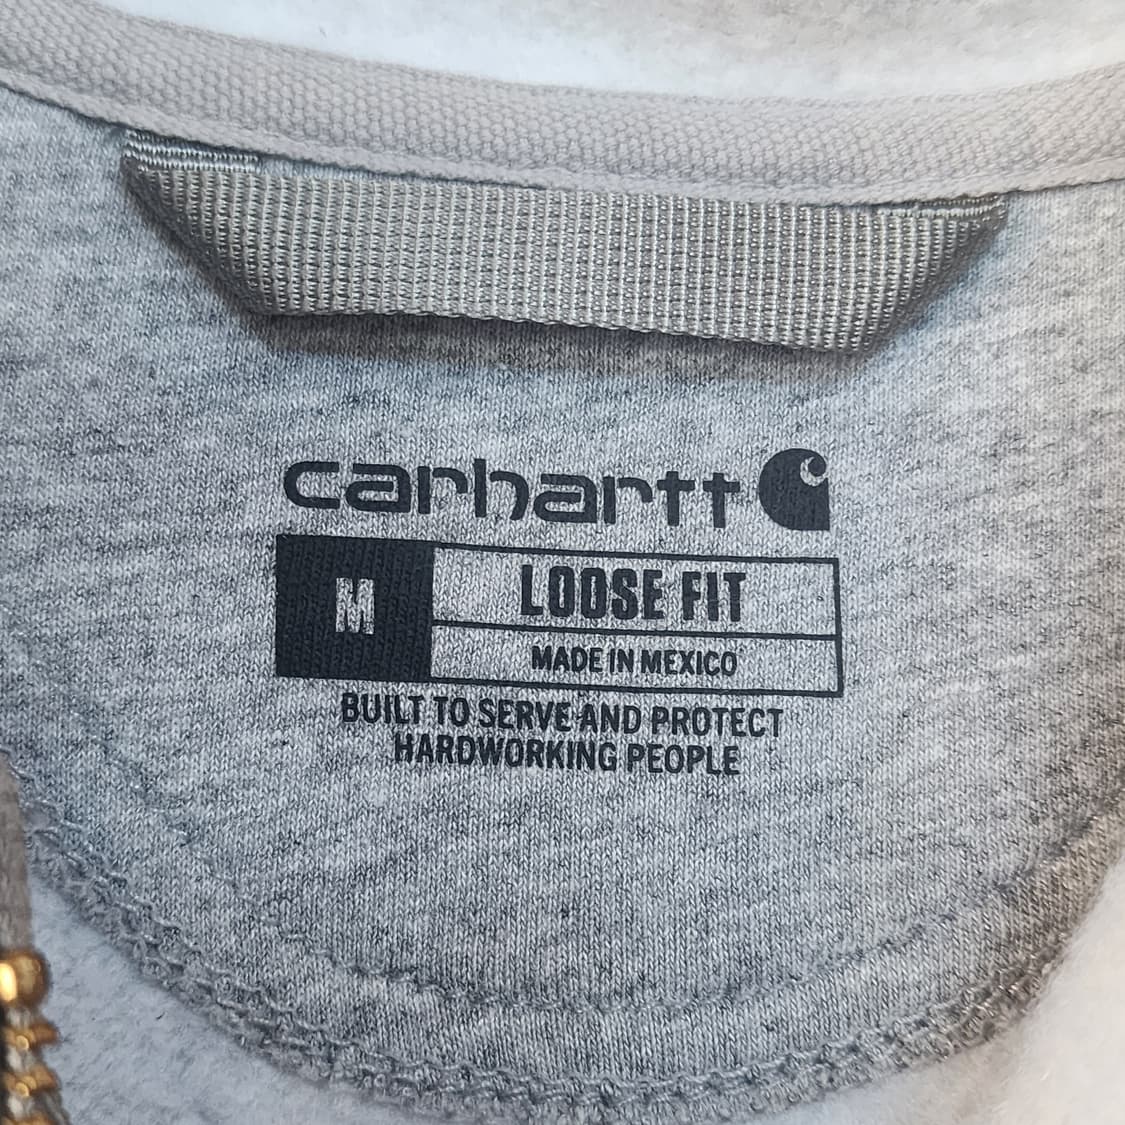 carhartt
M
LOOSE FIT
MADE IN MEXICO
BUILT TO SERVE AND PROTECT
HARDWORKING PEOPLE